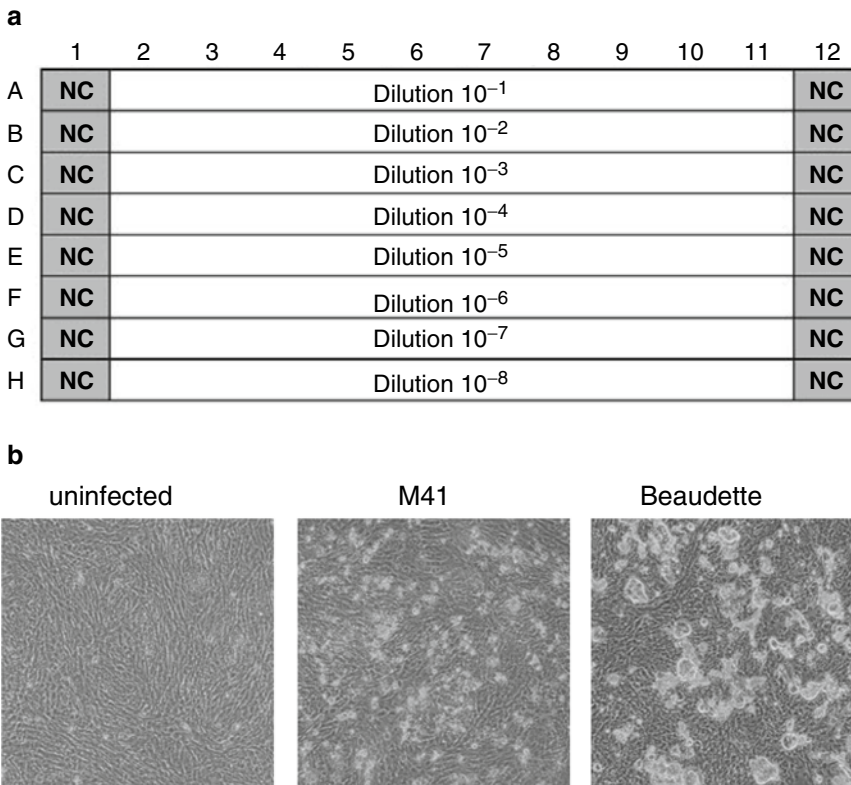 a
1 2 3 4 5 6 7 8 9 10 11 12
A NC Dilution 10⁻¹ NC
B NC Dilution 10⁻² NC
C NC Dilution 10⁻³ NC
D NC Dilution 10⁻⁴ NC
E NC Dilution 10⁻⁵ NC
F NC Dilution 10⁻⁶ NC
G NC Dilution 10⁻⁷ NC
H NC Dilution 10⁻⁸ NC
b
uninfected M41 Beaudette